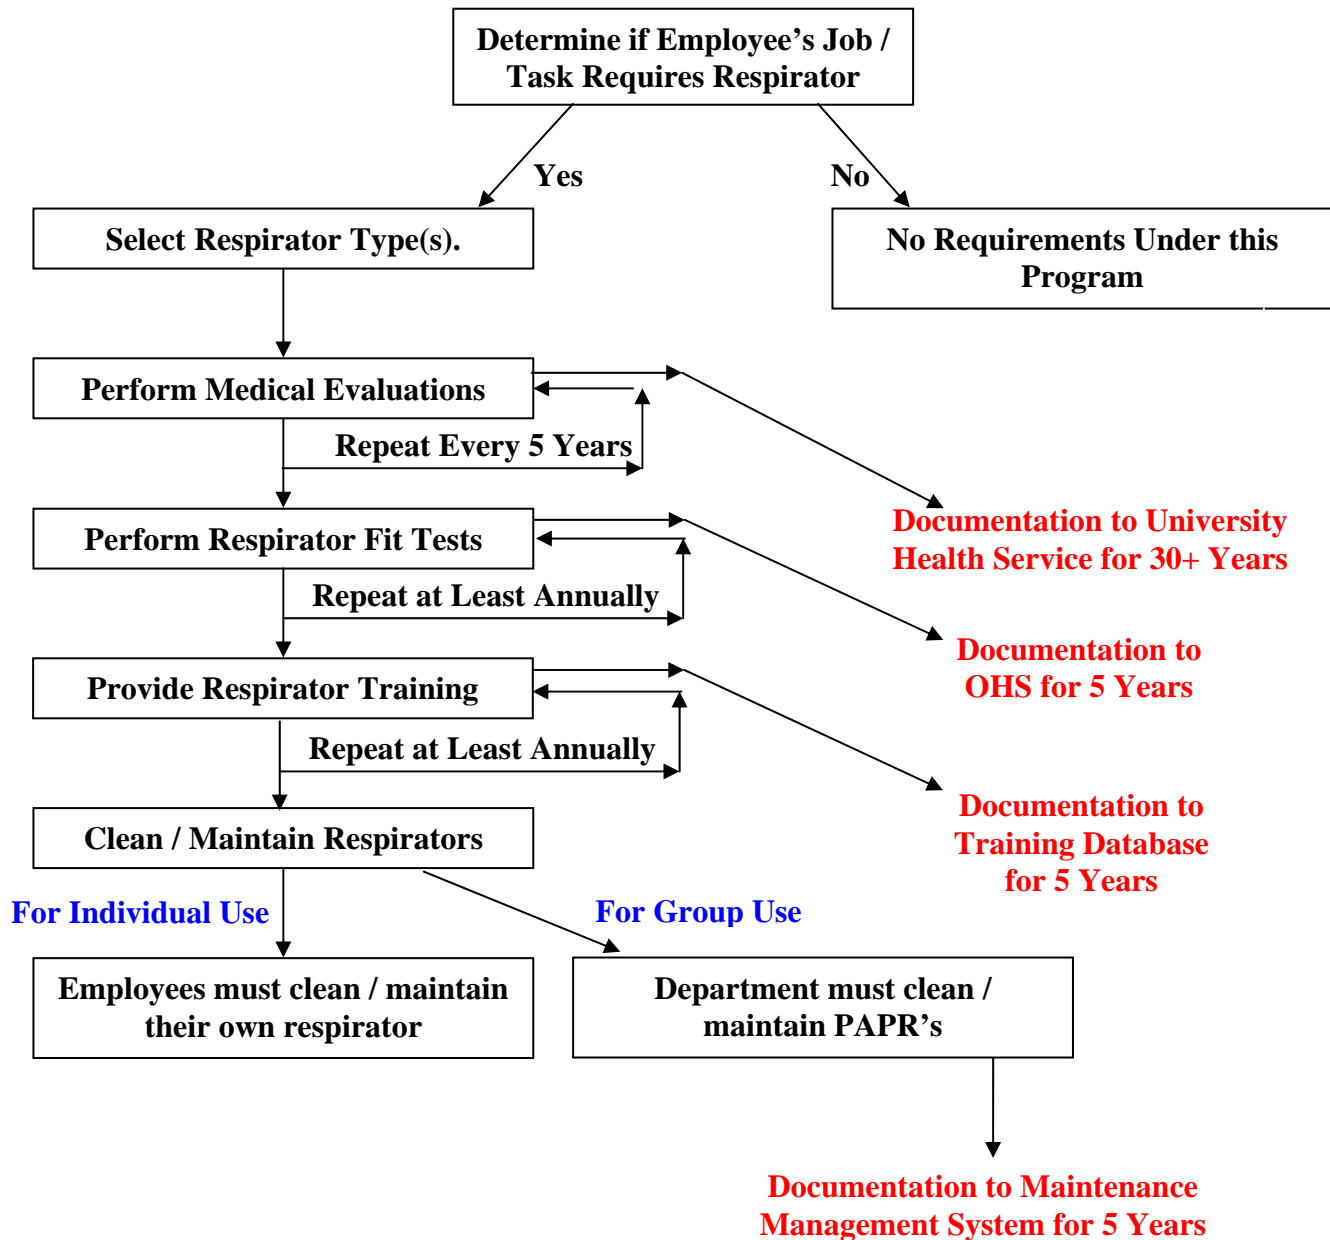 Determine if Employee’s Job /
Task Requires Respirator
Yes
No
Select Respirator Type(s).
No Requirements Under this
Program
Perform Medical Evaluations
Repeat Every 5 Years
Documentation to University
Health Service for 30+ Years
Perform Respirator Fit Tests
Repeat at Least Annually
Documentation to
OHS for 5 Years
Provide Respirator Training
Repeat at Least Annually
Documentation to
Training Database
for 5 Years
Clean / Maintain Respirators
For Individual Use
For Group Use
Employees must clean / maintain
their own respirator
Department must clean /
maintain PAPR’s
Documentation to Maintenance
Management System for 5 Years